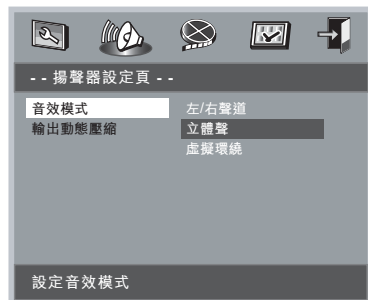 - - 揚聲器設定頁 - -
音效模式
左/右聲道
輸出動態壓縮
立體聲
虛擬環繞
設定音效模式